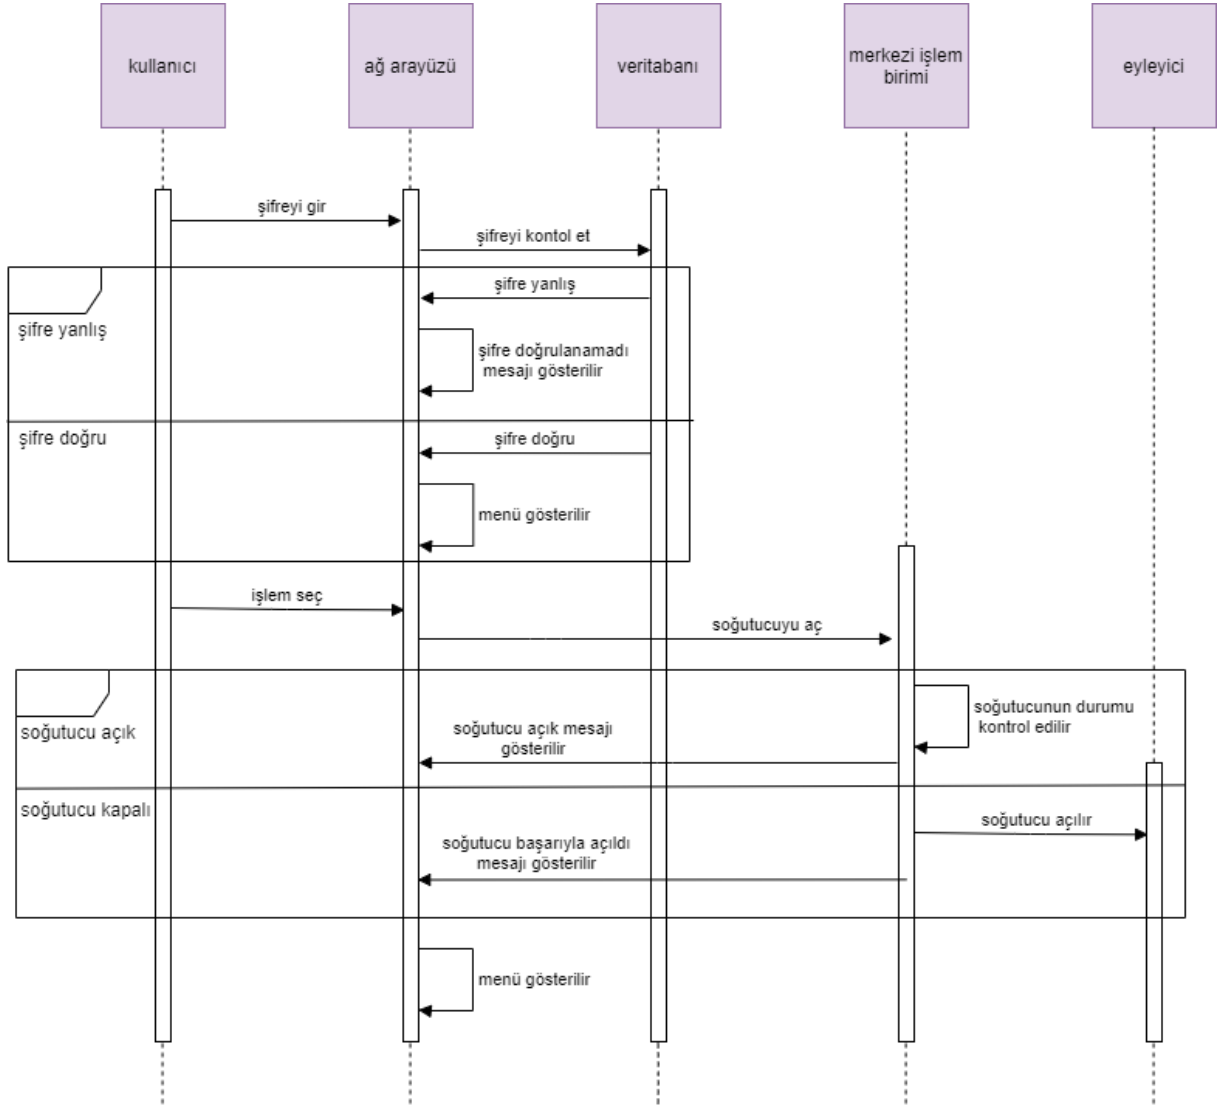 kullanıcı
ağ arayüzü
veritabanı
merkezi işlem
birimi
eyleyici
şifreyi gir
şifreyi kontol et
şifre yanlış
şifre yanlış
şifre doğrulanamadı
mesajı gösterilir
şifre doğru
şifre doğru
menü gösterilir
işlem seç
soğutucuyu aç
soğutucunun durumu
kontrol edilir
soğutucu açık
soğutucu açık mesajı
gösterilir
soğutucu kapalı
soğutucu açılır
soğutucu başarıyla açıldı
mesajı gösterilir
menü gösterilir